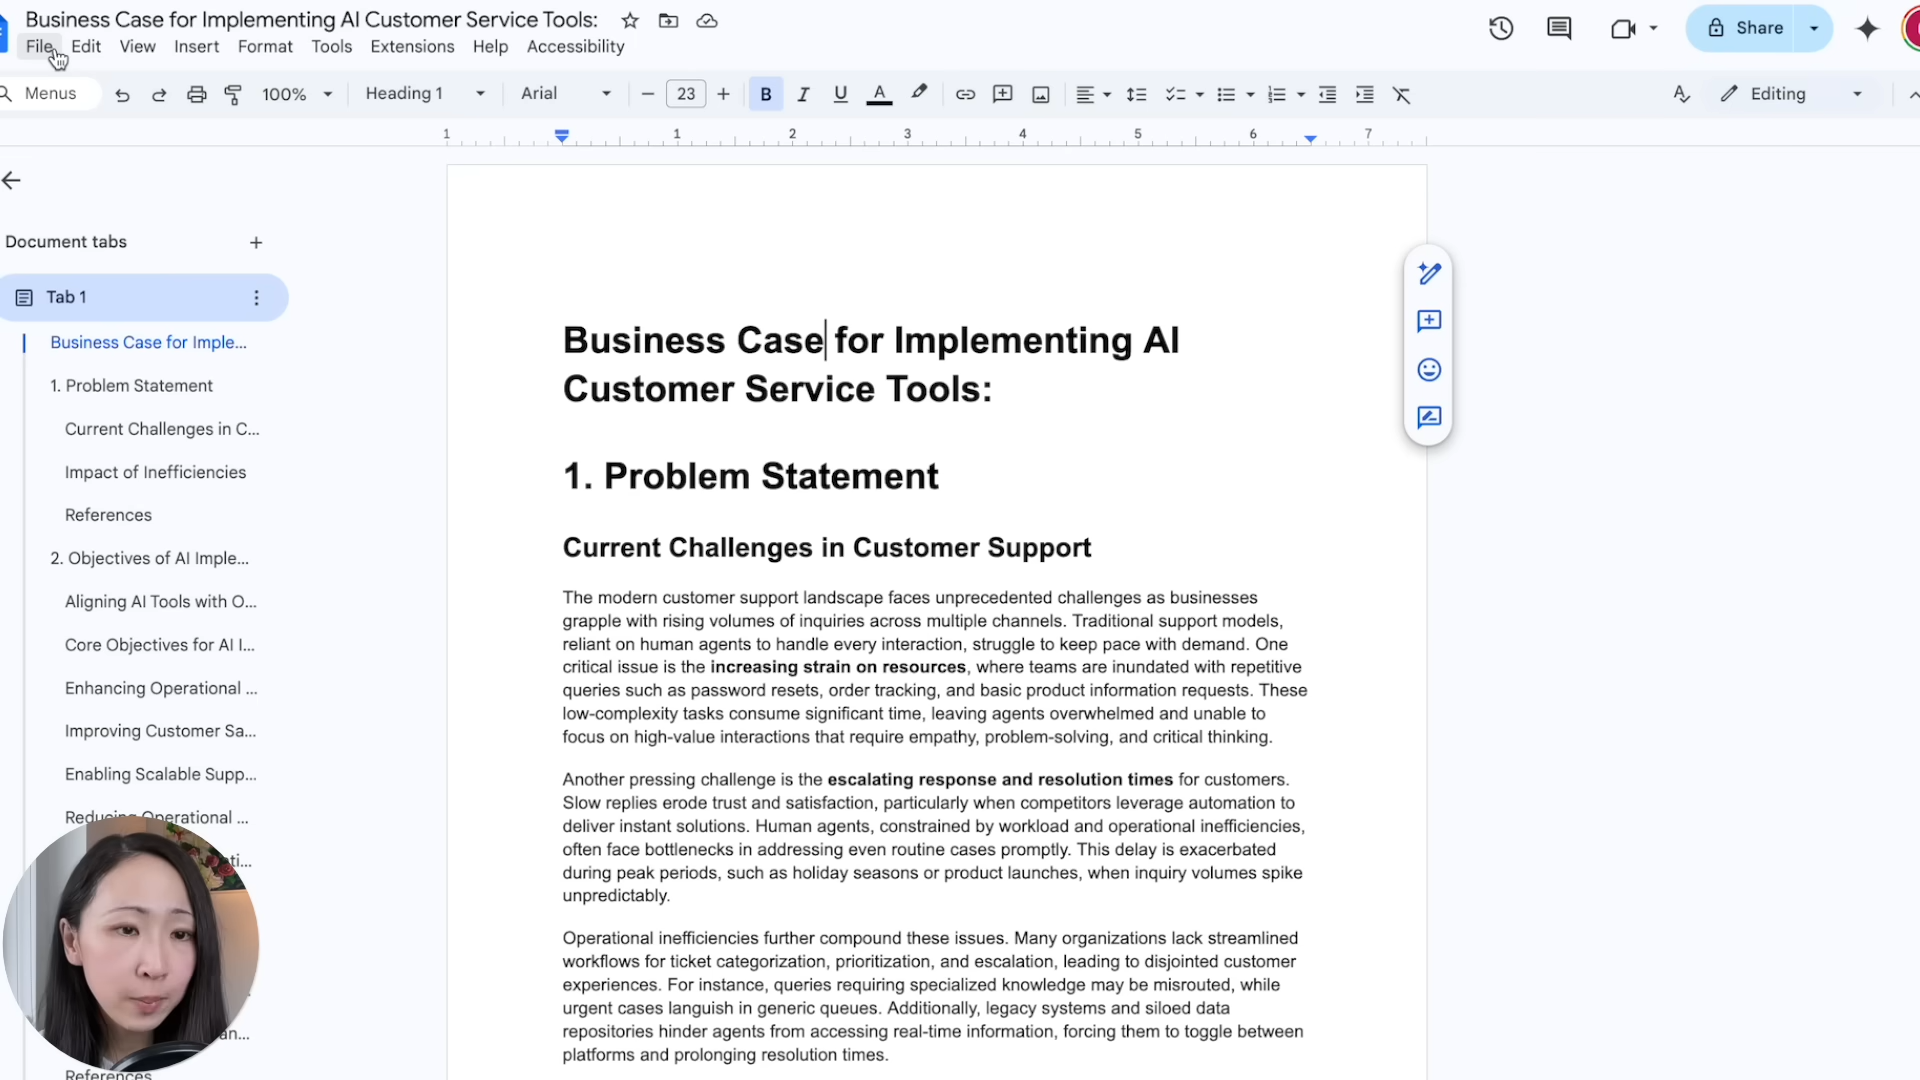 Business Case for Implementing AI Customer Service Tools:
File Edit View Insert Format Tools Extensions Help Accessibility
Share
Menus 100% Heading 1 Arial 23 B I U A Editing
1 1 2 3 4 5 6 7
Document tabs
Tab 1
Business Case for Imple...
1. Problem Statement
Current Challenges in C...
Impact of Inefficiencies
References
2. Objectives of AI Imple...
Aligning AI Tools with O...
Core Objectives for AI I...
Enhancing Operational ...
Improving Customer Sa...
Enabling Scalable Supp...
Reducing Operational ...
ti...
an...
References
Business Case for Implementing AI
Customer Service Tools:
1. Problem Statement
Current Challenges in Customer Support
The modern customer support landscape faces unprecedented challenges as businesses
grapple with rising volumes of inquiries across multiple channels. Traditional support models,
reliant on human agents to handle every interaction, struggle to keep pace with demand. One
critical issue is the increasing strain on resources, where teams are inundated with repetitive
queries such as password resets, order tracking, and basic product information requests. These
low-complexity tasks consume significant time, leaving agents overwhelmed and unable to
focus on high-value interactions that require empathy, problem-solving, and critical thinking.
Another pressing challenge is the escalating response and resolution times for customers.
Slow replies erode trust and satisfaction, particularly when competitors leverage automation to
deliver instant solutions. Human agents, constrained by workload and operational inefficiencies,
often face bottlenecks in addressing even routine cases promptly. This delay is exacerbated
during peak periods, such as holiday seasons or product launches, when inquiry volumes spike
unpredictably.
Operational inefficiencies further compound these issues. Many organizations lack streamlined
workflows for ticket categorization, prioritization, and escalation, leading to disjointed customer
experiences. For instance, queries requiring specialized knowledge may be misrouted, while
urgent cases languish in generic queues. Additionally, legacy systems and siloed data
repositories hinder agents from accessing real-time information, forcing them to toggle between
platforms and prolonging resolution times.